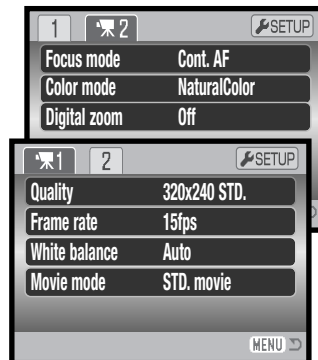 1 2 SETUP
Focus mode Cont. AF
Color mode NaturalColor
Digital zoom Off
1 2 SETUP
Quality 320x240 STD.
Frame rate 15fps
White balance Auto
Movie mode STD. movie
MENU